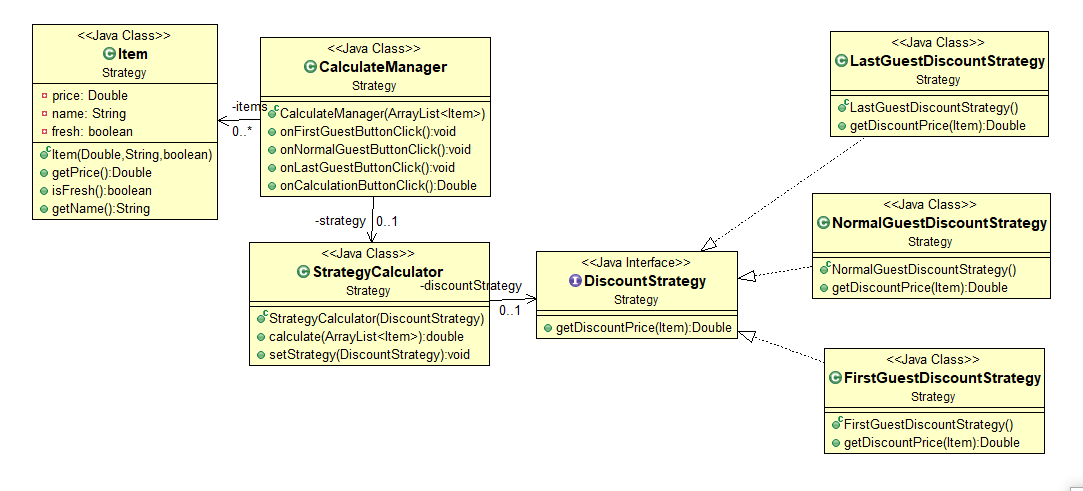 <<Java Class>>
Item
Strategy
price: Double
name: String
fresh: boolean
Item(Double,String,boolean)
getPrice():Double
isFresh():boolean
getName():String
-items
0..*
<<Java Class>>
CalculateManager
Strategy
CalculateManager(ArrayList<Item>)
onFirstGuestButtonClick():void
onNormalGuestButtonClick():void
onLastGuestButtonClick():void
onCalculationButtonClick():Double
-strategy
0..1
<<Java Class>>
StrategyCalculator
Strategy
StrategyCalculator(DiscountStrategy)
calculate(ArrayList<Item>):double
setStrategy(DiscountStrategy):void
-discountStrategy
0..1
<<Java Interface>>
DiscountStrategy
Strategy
getDiscountPrice(Item):Double
<<Java Class>>
LastGuestDiscountStrategy
Strategy
LastGuestDiscountStrategy()
getDiscountPrice(Item):Double
<<Java Class>>
NormalGuestDiscountStrategy
Strategy
NormalGuestDiscountStrategy()
getDiscountPrice(Item):Double
<<Java Class>>
FirstGuestDiscountStrategy
Strategy
FirstGuestDiscountStrategy()
getDiscountPrice(Item):Double